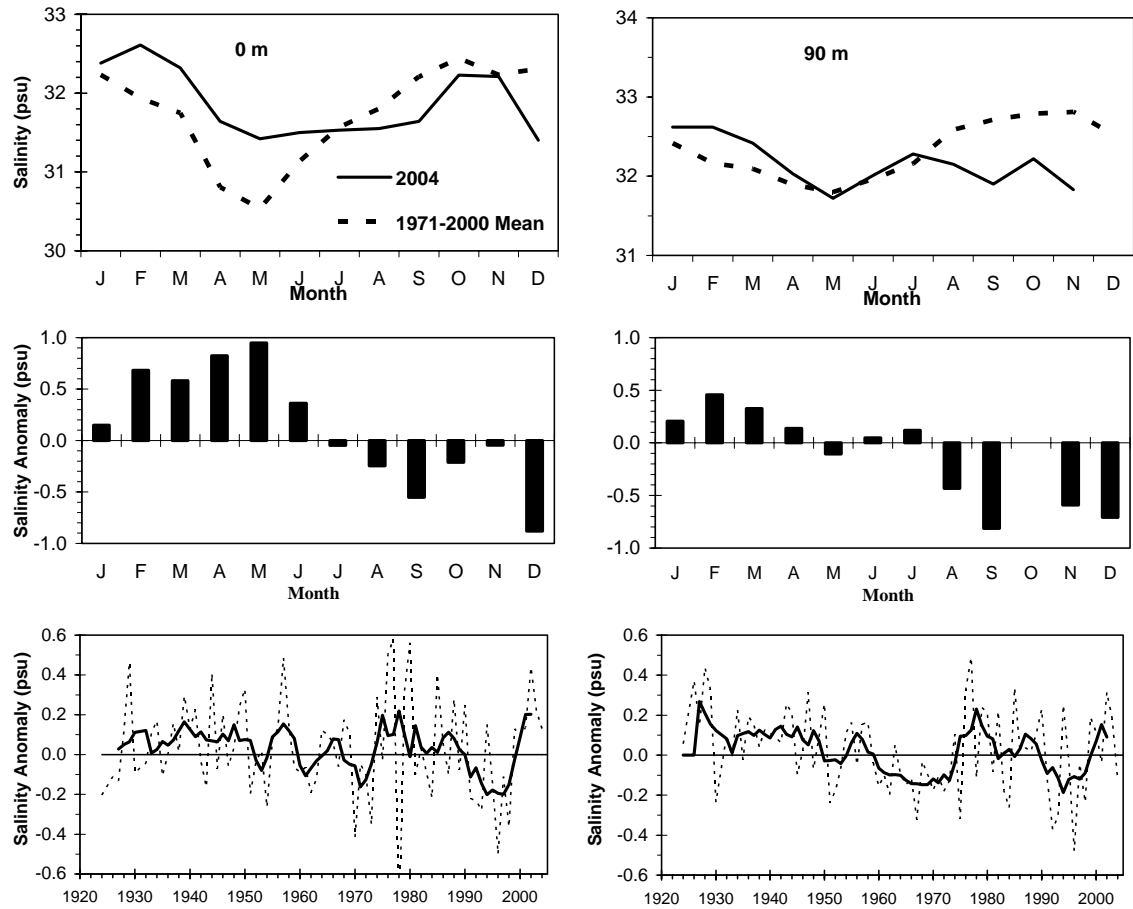 33
32
31
30
Salinity (psu)
0 m
2004
1971-2000 Mean
J F M A M J J A S O N D
Month
34
33
32
31
90 m
J F M A M J J A S O N D
Month
1.0
0.5
0.0
-0.5
-1.0
Salinity Anomaly (psu)
J F M A M J J A S O N D
Month
1.0
0.5
0.0
-0.5
-1.0
J F M A M J J A S O N D
Month
0.6
0.4
0.2
0.0
-0.2
-0.4
-0.6
Salinity Anomaly (psu)
1920 1930 1940 1950 1960 1970 1980 1990 2000
0.6
0.4
0.2
0.0
-0.2
-0.4
-0.6
Salinity Anomaly (psu)
1920 1930 1940 1950 1960 1970 1980 1990 2000